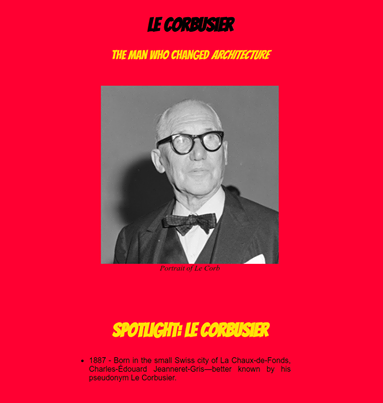 LE CORBUSIER
THE MAN WHO CHANGED ARCHITECTURE
Portrait of Le Corb
SPOTLIGHT: LE CORBUSIER
• 1887 - Born in the small Swiss city of La Chaux-de-Fonds,
Charles-Édouard Jeanneret-Gris—better known by his
pseudonym Le Corbusier.